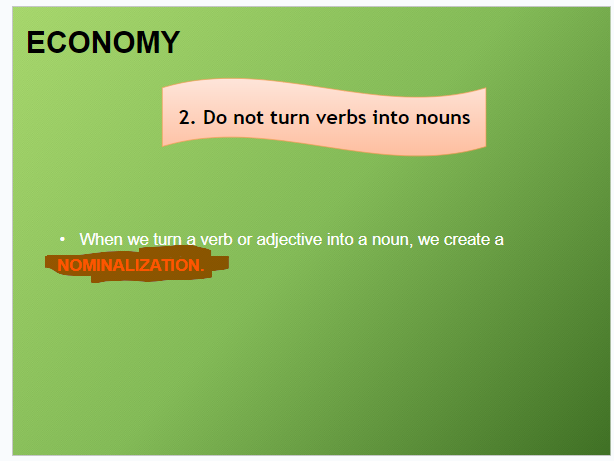 ECONOMY
2. Do not turn verbs into nouns
• When we turn a verb or adjective into a noun, we create a
NOMINALIZATION.